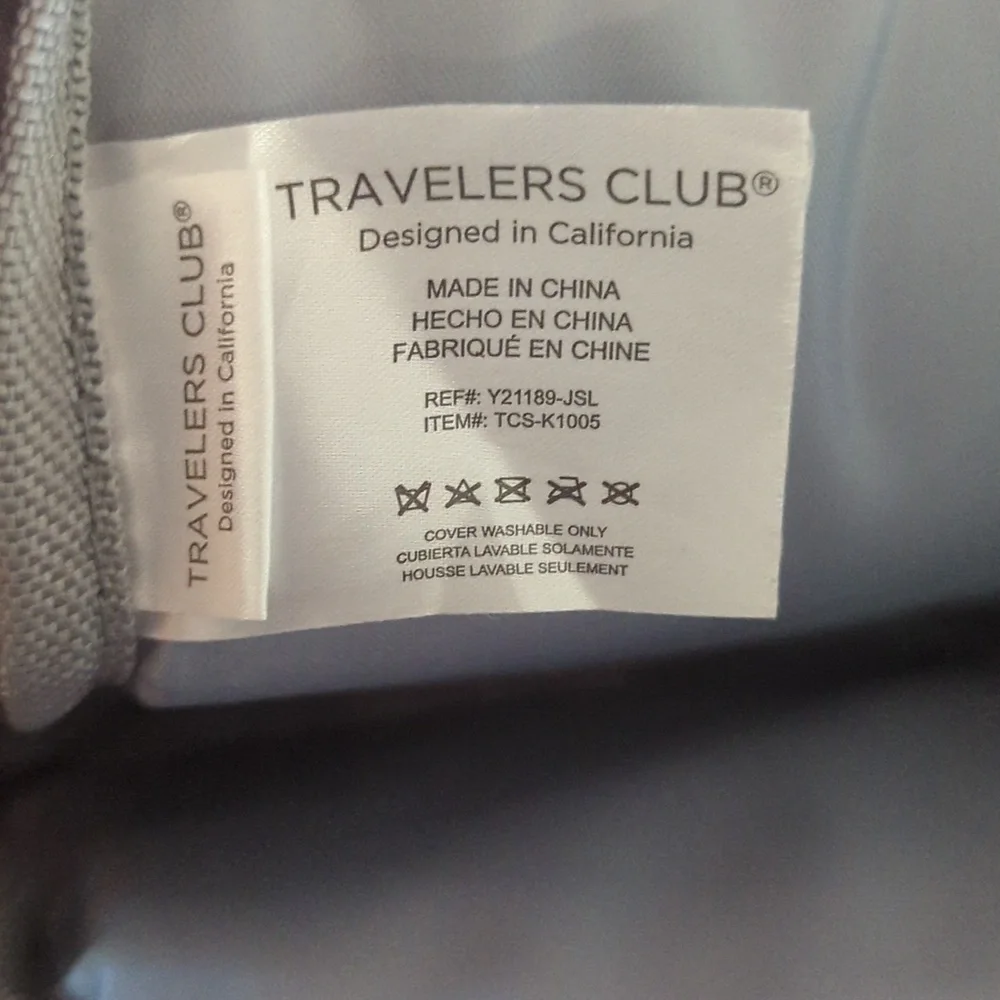 TRAVELERS CLUB®
Designed in California
TRAVELERS CLUB®
Designed in California
MADE IN CHINA
HECHO EN CHINA
FABRIQUÉ EN CHINE
REF#: Y21189-JSL
ITEM#: TCS-K1005
COVER WASHABLE ONLY
CUBIERTA LAVABLE SOLAMENTE
HOUSSE LAVABLE SEULEMENT